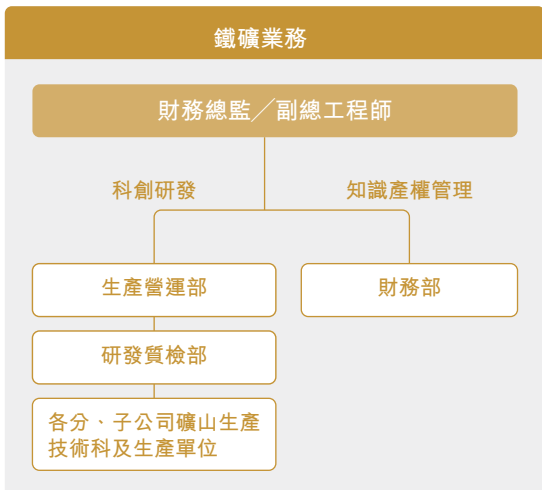 鐵礦業務
財務總監／副總工程師
科創研發
知識產權管理
生產營運部
財務部
研發質檢部
各分、子公司礦山生產
技術科及生產單位